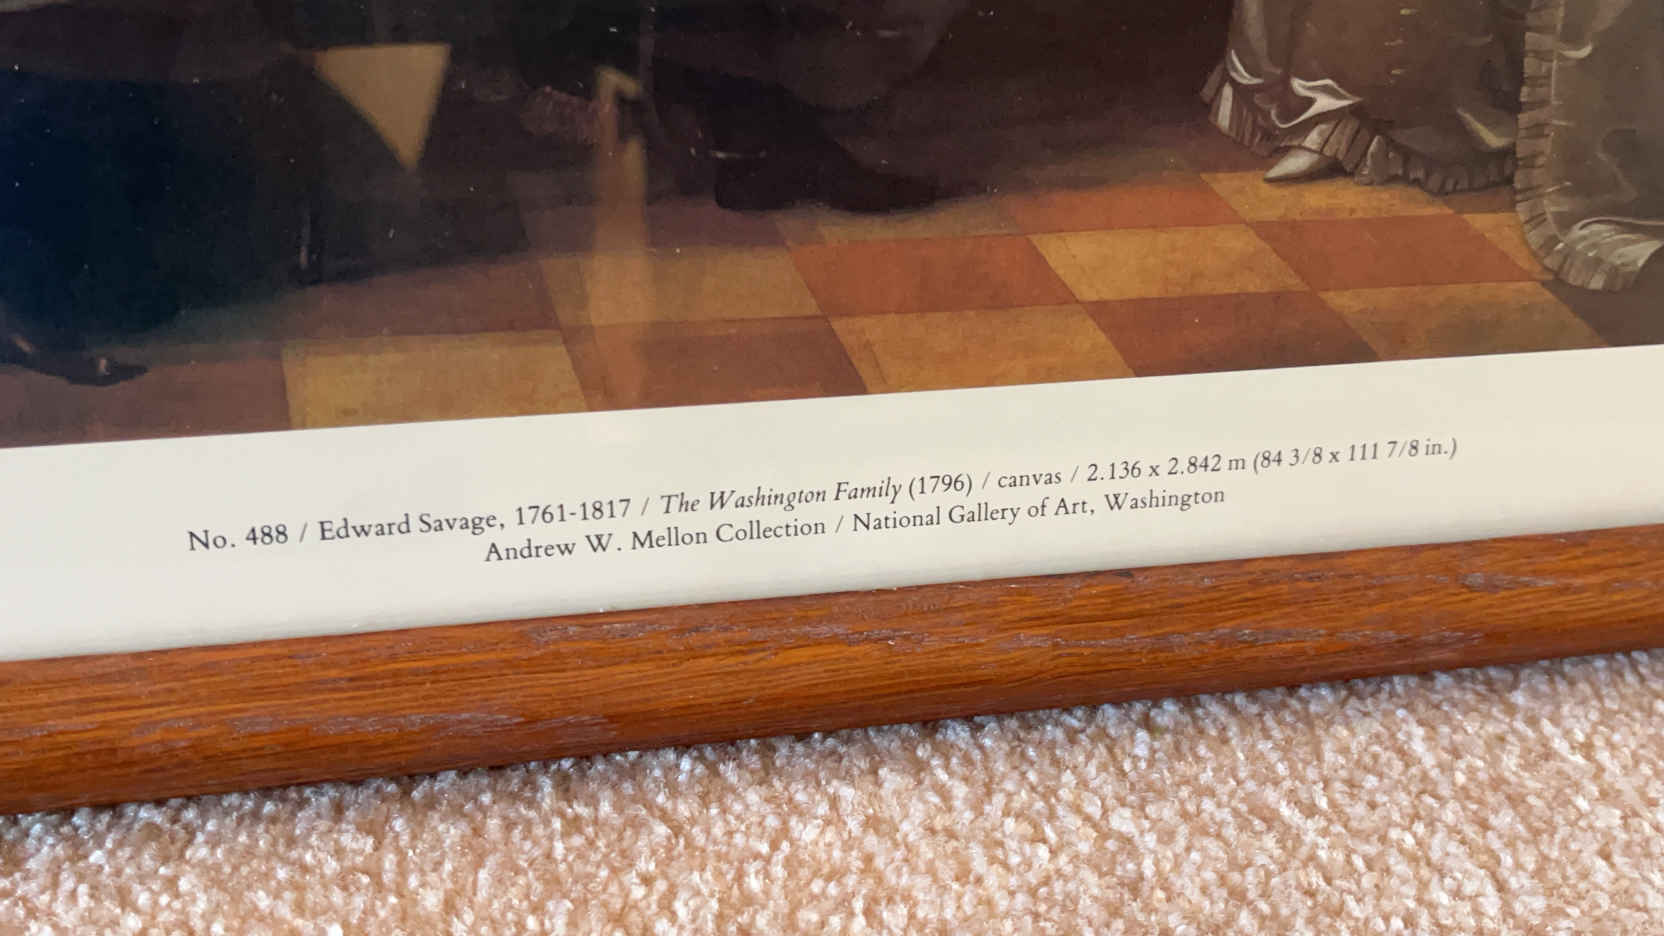 No. 488 / Edward Savage, 1761-1817 / The Washington Family (1796) / canvas / 2.136 x 2.842 m (84 3/8 x 111 7/8 in.)
Andrew W. Mellon Collection / National Gallery of Art, Washington